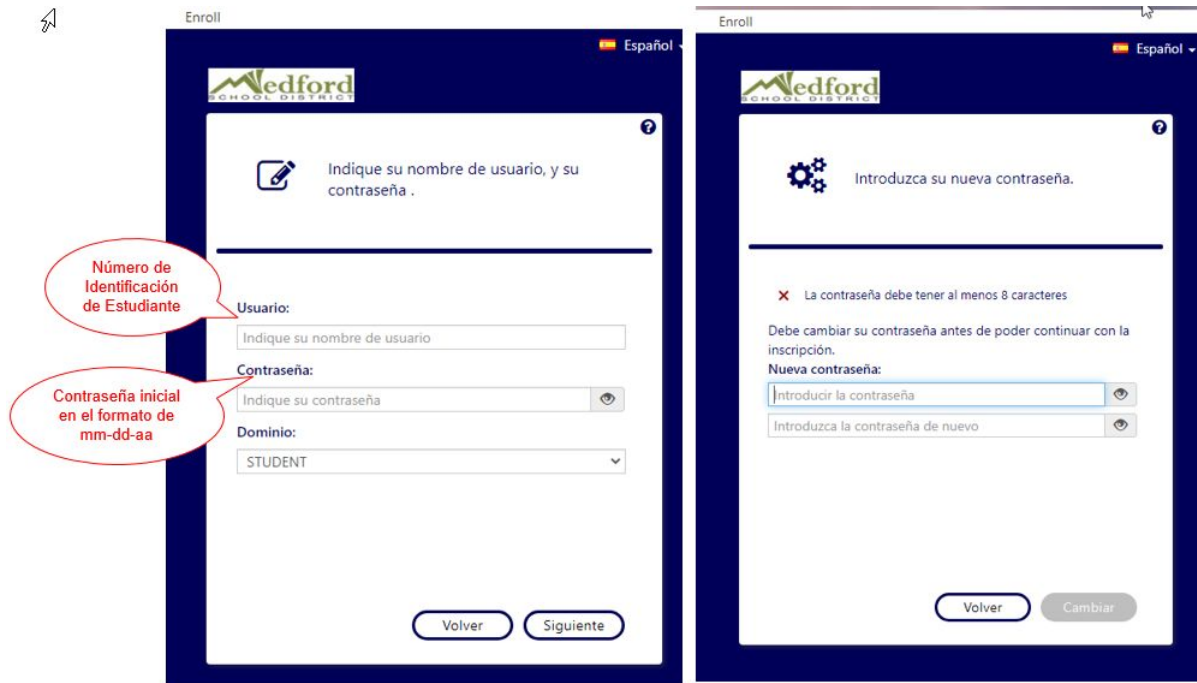 Enroll
Español
Medford
SCHOOL DISTRICT
Indique su nombre de usuario, y su
contraseña .
Número de
Identificación
de Estudiante
Usuario:
Indique su nombre de usuario
Contraseña:
Contraseña inicial
en el formato de
mm-dd-aa
Indique su contraseña
Dominio:
STUDENT
Volver
Siguiente
Enroll
Español
Medford
SCHOOL DISTRICT
Introduzca su nueva contraseña.
La contraseña debe tener al menos 8 caracteres
Debe cambiar su contraseña antes de poder continuar con la
inscripción.
Nueva contraseña:
Introducir la contraseña
Introduzca la contraseña de nuevo
Volver
Cambiar